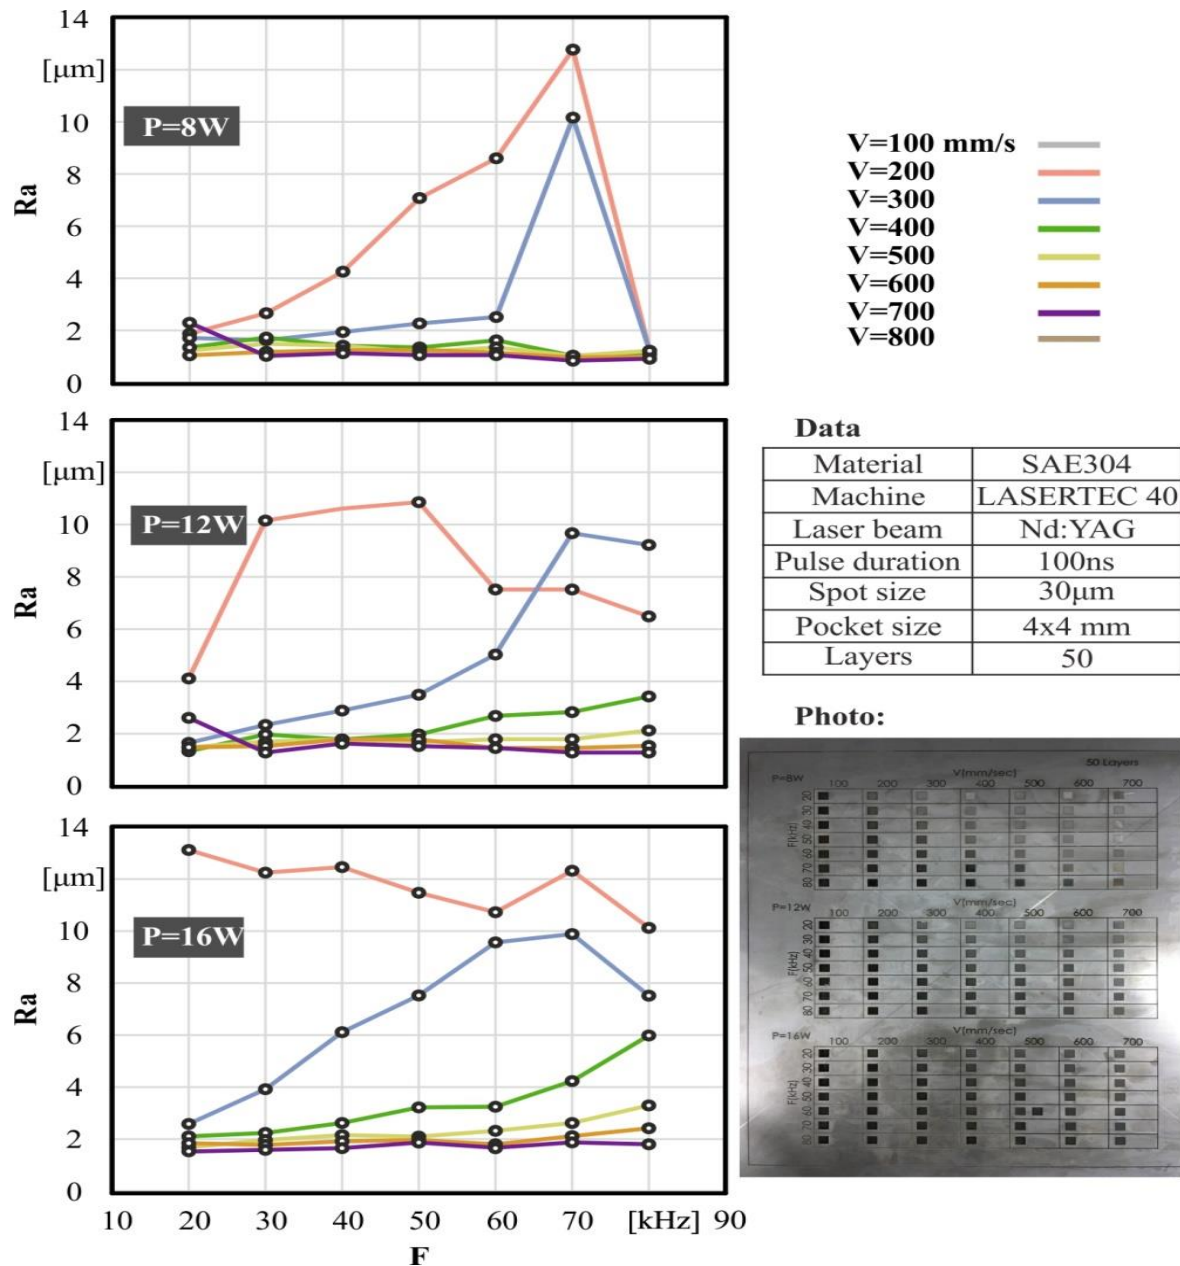 14
[μm]
10
8
6
4
2
0
Ra
P=8W
V=100 mm/s
V=200
V=300
V=400
V=500
V=600
V=700
V=800
14
[μm]
10
8
6
4
2
0
Ra
P=12W
Data
Material SAE304
Machine LASERTEC 40
Laser beam Nd:YAG
Pulse duration 100ns
Spot size 30μm
Pocket size 4x4 mm
Layers 50
14
[μm]
10
8
6
4
2
0
Ra
P=16W
10 20 30 40 50 60 70 [kHz] 90
F
Photo:
50 Layers
P=8W V[mm/sec]
100 200 300 400 500 600 700
F[kHz]
20
30
40
50
60
70
80
P=12W V[mm/sec]
100 200 300 400 500 600 700
F[kHz]
20
30
40
50
60
70
80
P=16W V[mm/sec]
100 200 300 400 500 600 700
F[kHz]
20
30
40
50
60
70
80